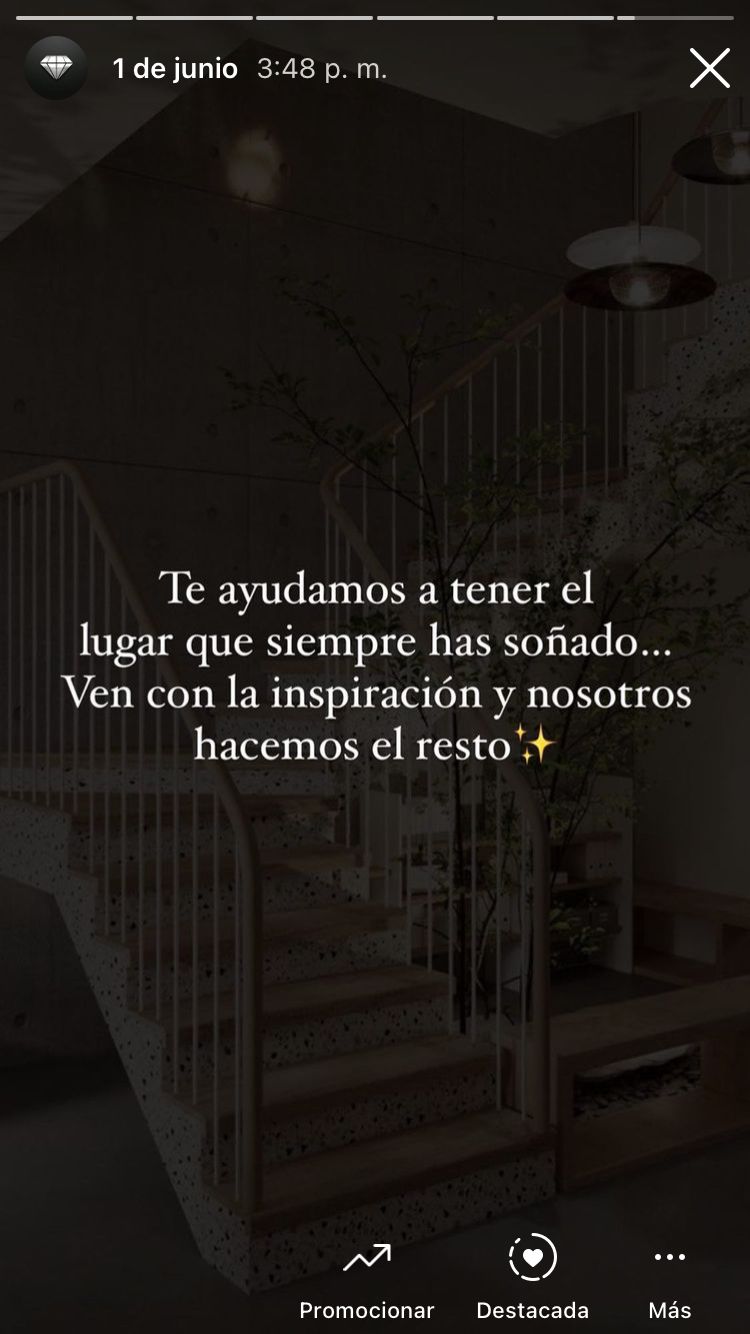 1 de junio 3:48 p. m.
Te ayudamos a tener el
lugar que siempre has soñado...
Ven con la inspiración y nosotros
hacemos el resto✨
Promocionar Destacada Más